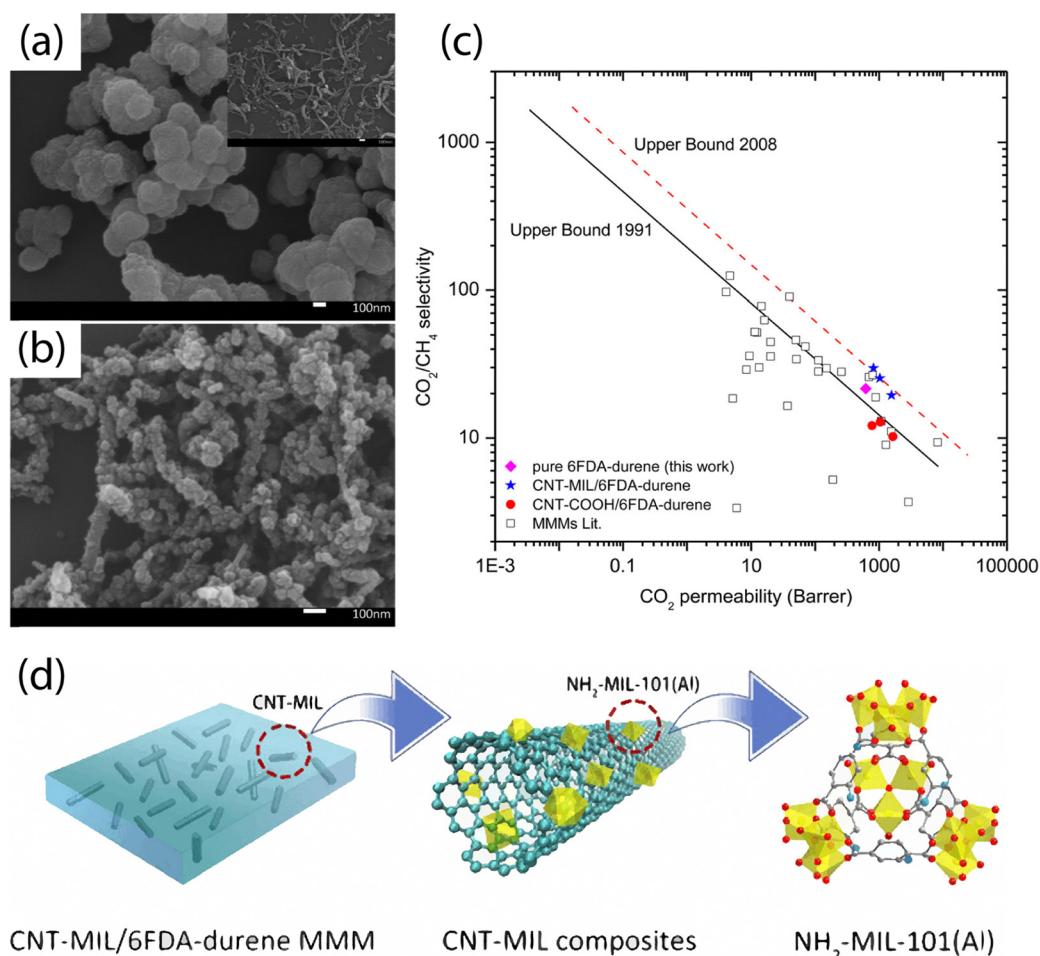 (a)
100nm
100nm
(b)
100nm
(c)
CO₂/CH₄ selectivity
1000
100
10
Upper Bound 2008
Upper Bound 1991
pure 6FDA-durene (this work)
CNT-MIL/6FDA-durene
CNT-COOH/6FDA-durene
MMMs Lit.
1E-3
0.1
10
1000
100000
CO₂ permeability (Barrer)
(d)
CNT-MIL
NH₂-MIL-101(Al)
CNT-MIL/6FDA-durene MMM
CNT-MIL composites
NH₂-MIL-101(Al)